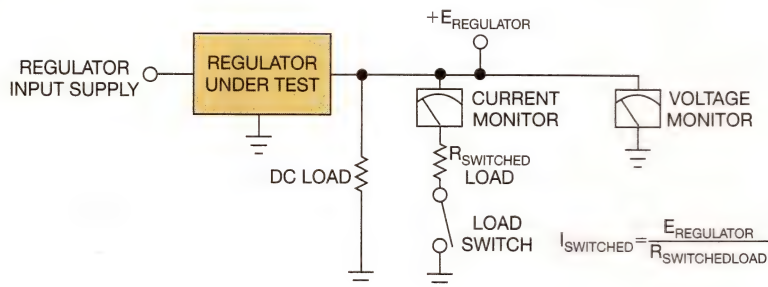 +E REGULATOR
REGULATOR
INPUT SUPPLY
REGULATOR
UNDER TEST
CURRENT
MONITOR
VOLTAGE
MONITOR
DC LOAD
R SWITCHED
LOAD
LOAD
SWITCH
I SWITCHED = E REGULATOR / R SWITCHEDLOAD